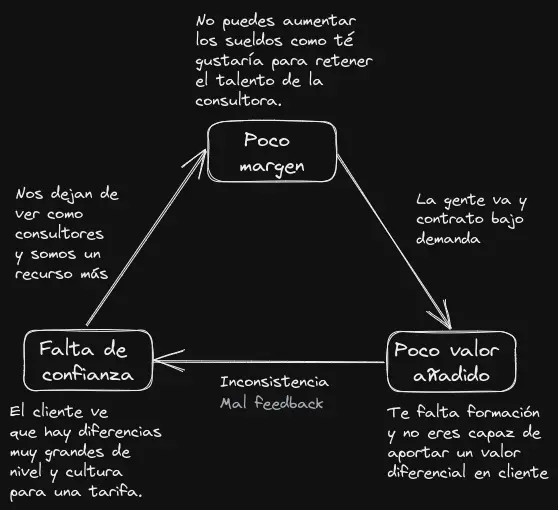 No puedes aumentar
los sueldos como té
gustaría para retener
el talento de la
consultora.
Poco
margen
Nos dejan de
ver como
consultores
y somos un
recurso más
La gente va y
contrato bajo
demanda
Falta de
confianza
Poco valor
añadido
Inconsistencia
Mal feedback
El cliente ve
que hay diferencias
muy grandes de
nivel y cultura
para una tarifa.
Te falta formación
y no eres capaz de
aportar un valor
diferencial en cliente